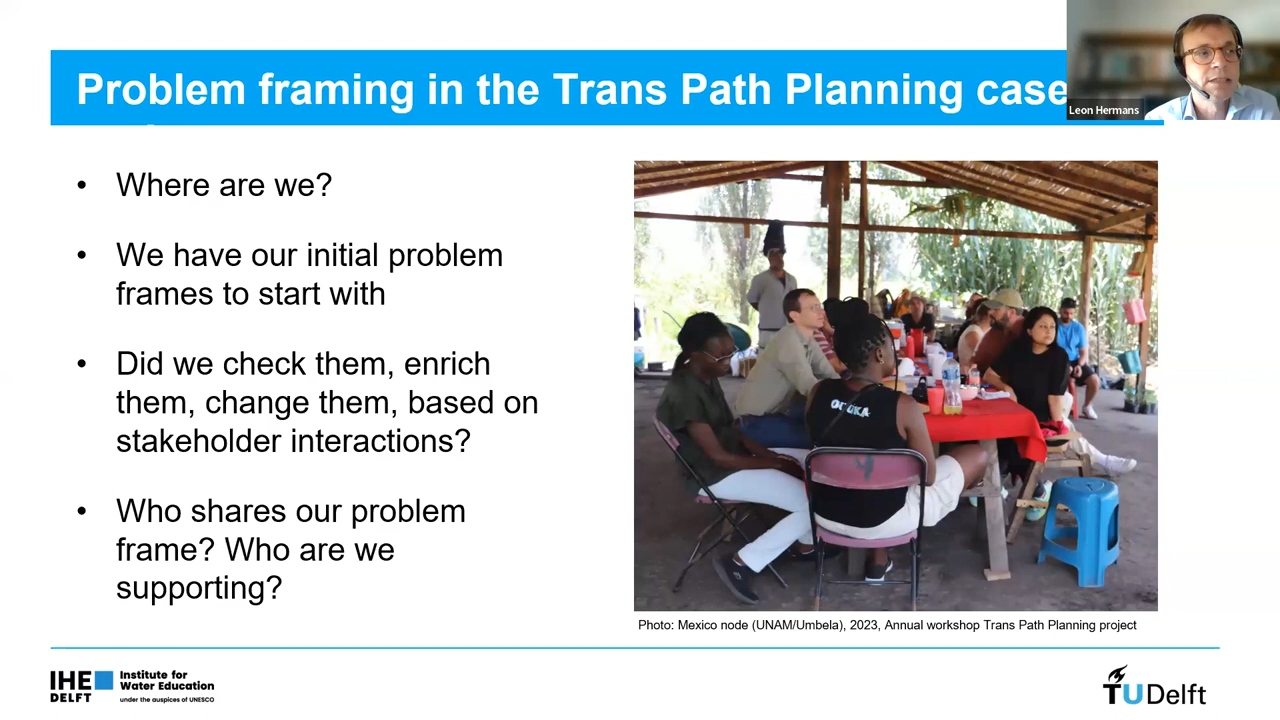 Problem framing in the Trans Path Planning case
Leon Hermans
• Where are we?
• We have our initial problem
frames to start with
• Did we check them, enrich
them, change them, based on
stakeholder interactions?
• Who shares our problem
frame? Who are we
supporting?
Photo: Mexico node (UNAM/Umbela), 2023, Annual workshop Trans Path Planning project
IHE DELFT
Institute for
Water Education
under the auspices of UNESCO
TU Delft